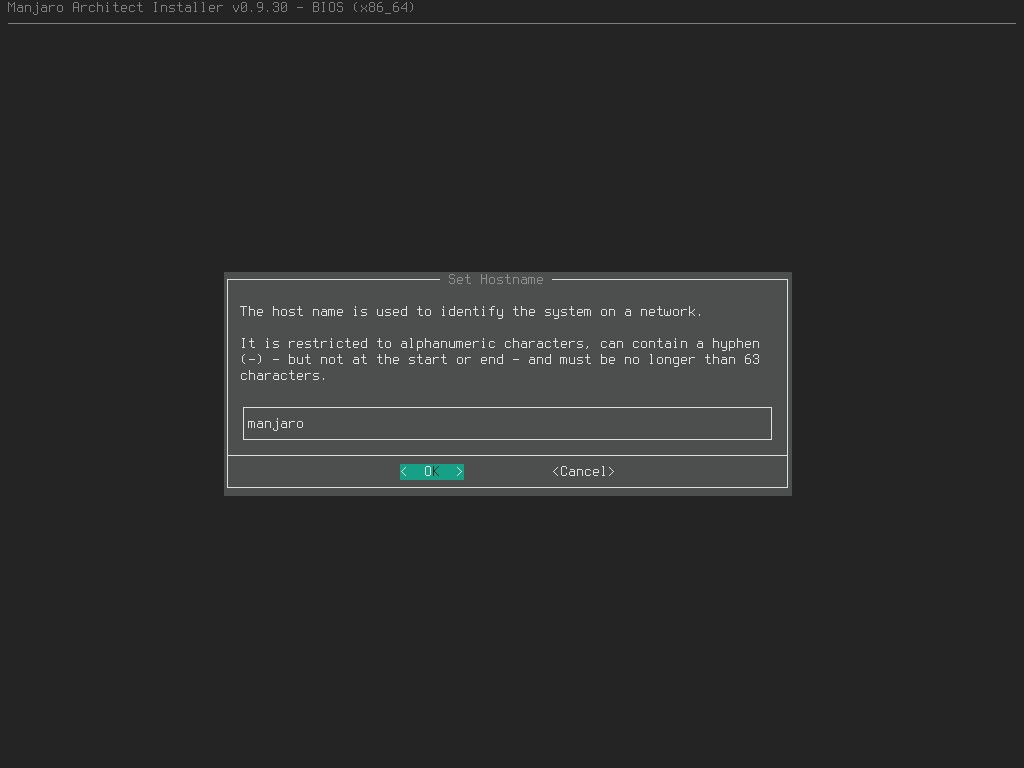 Manjaro Architect Installer v0.9.30 - BIOS (x86_64)
Set Hostname
The host name is used to identify the system on a network.
It is restricted to alphanumeric characters, can contain a hyphen
(-) - but not at the start or end - and must be no longer than 63
characters.
manjaro
<  OK  > <Cancel>